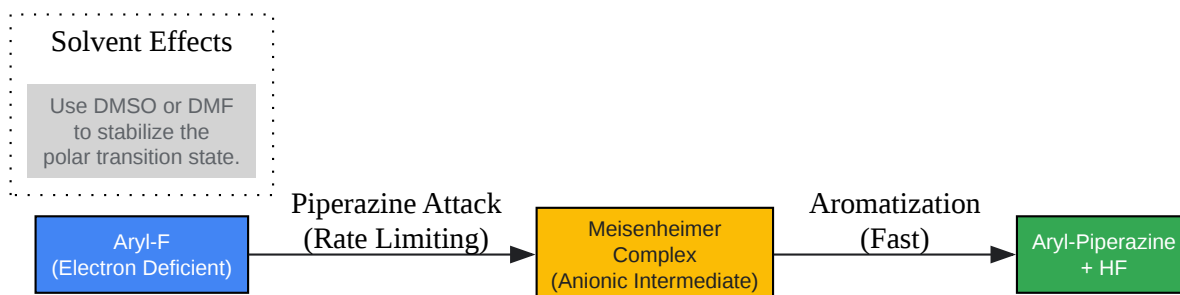 Solvent Effects
Use DMSO or DMF
to stabilize the
polar transition state.
Aryl-F
(Electron Deficient)
Piperazine Attack
(Rate Limiting)
Meisenheimer
Complex
(Anionic Intermediate)
Aromatization
(Fast)
Aryl-Piperazine
+ HF